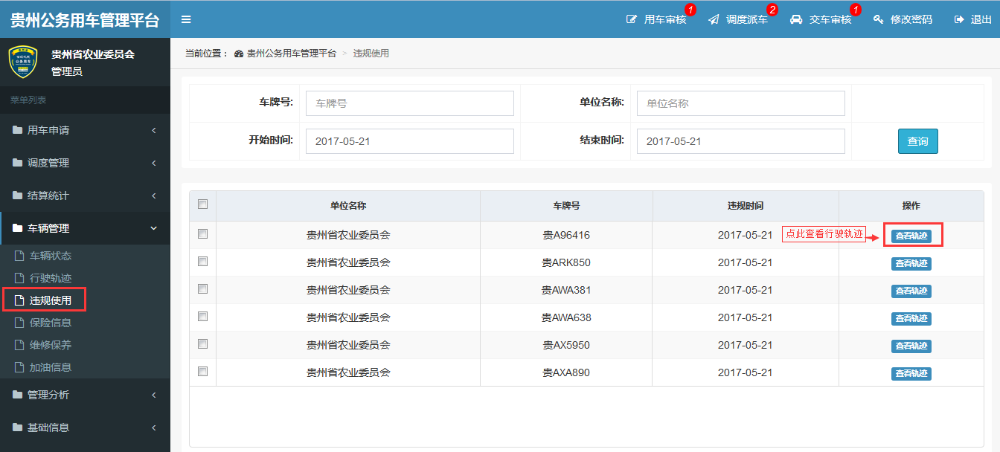 贵州公务用车管理平台
用车审核 1
调度派车 2
交车审核 1
修改密码
退出
贵州省农业委员会
管理员
菜单列表
用车申请
调度管理
结算统计
车辆管理
车辆状态
行驶轨迹
违规使用
保险信息
维修保养
加油信息
管理分析
基础信息
当前位置： 贵州公务用车管理平台 > 违规使用
车牌号: 车牌号 单位名称: 单位名称
开始时间: 2017-05-21 结束时间: 2017-05-21 查询
单位名称 车牌号 违规时间 操作
贵州省农业委员会 贵A96416 2017-05-21 点此查看行驶轨迹 查看轨迹
贵州省农业委员会 贵ARK850 2017-05-21 查看轨迹
贵州省农业委员会 贵AWA381 2017-05-21 查看轨迹
贵州省农业委员会 贵AWA638 2017-05-21 查看轨迹
贵州省农业委员会 贵AX5950 2017-05-21 查看轨迹
贵州省农业委员会 贵AXA890 2017-05-21 查看轨迹